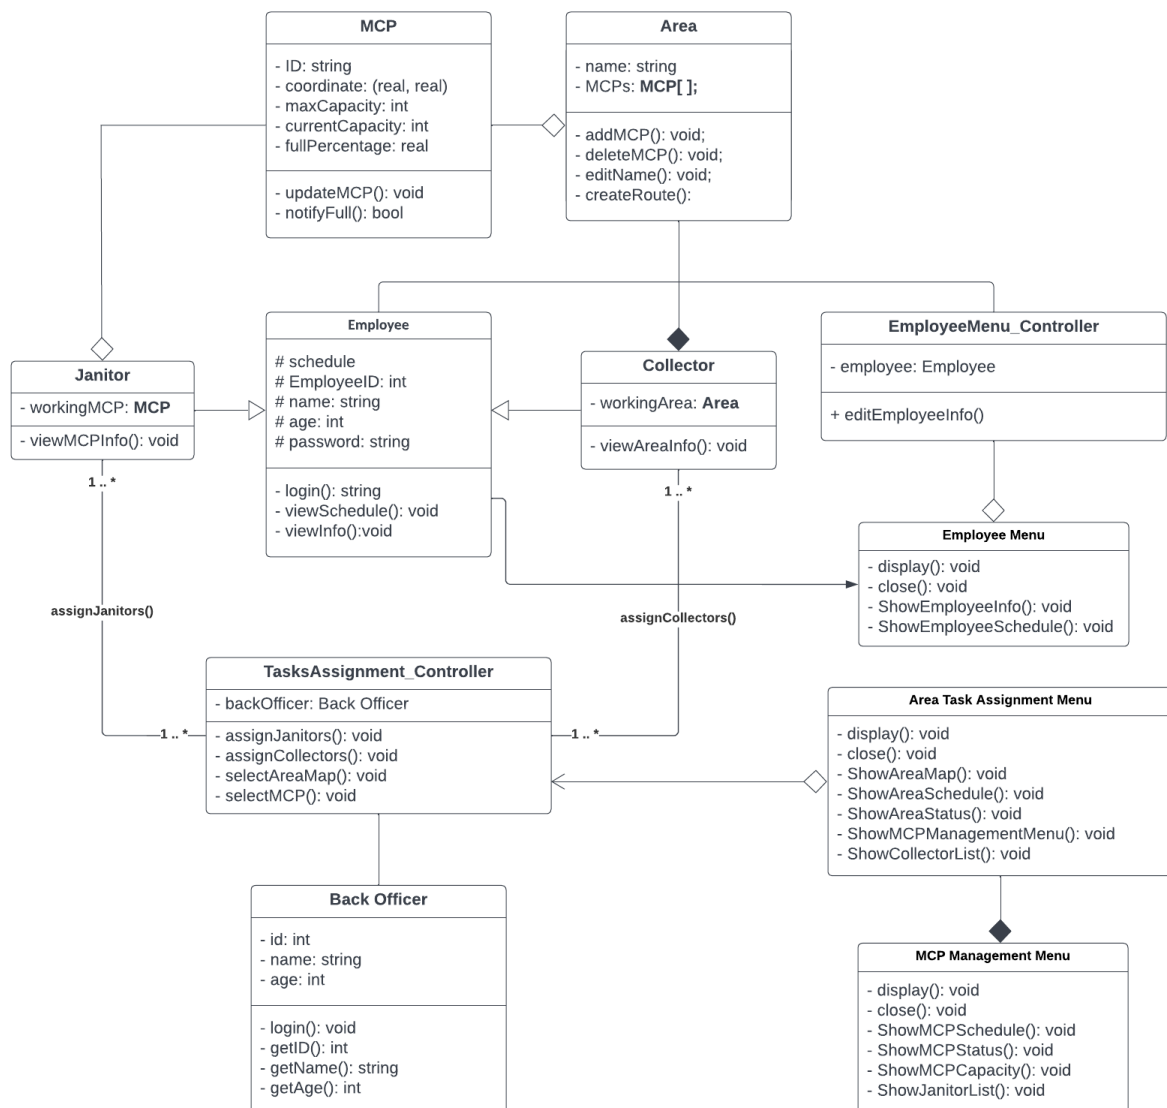 MCP
- ID: string
- coordinate: (real, real)
- maxCapacity: int
- currentCapacity: int
- fullPercentage: real
- updateMCP(): void
- notifyFull(): bool
Area
- name: string
- MCPs: MCP[ ];
- addMCP(): void;
- deleteMCP(): void;
- editName(): void;
- createRoute():
Janitor
- workingMCP: MCP
- viewMCPInfo(): void
Employee
# schedule
# EmployeeID: int
# name: string
# age: int
# password: string
- login(): string
- viewSchedule(): void
- viewInfo():void
Collector
- workingArea: Area
- viewAreaInfo(): void
EmployeeMenu_Controller
- employee: Employee
+ editEmployeeInfo()
1 .. *
1 .. *
Employee Menu
- display(): void
- close(): void
- ShowEmployeeInfo(): void
- ShowEmployeeSchedule(): void
assignJanitors()
assignCollectors()
TasksAssignment_Controller
- backOfficer: Back Officer
- assignJanitors(): void
- assignCollectors(): void
- selectAreaMap(): void
- selectMCP(): void
1 .. *
1 .. *
Area Task Assignment Menu
- display(): void
- close(): void
- ShowAreaMap(): void
- ShowAreaSchedule(): void
- ShowAreaStatus(): void
- ShowMCPManagementMenu(): void
- ShowCollectorList(): void
Back Officer
- id: int
- name: string
- age: int
- login(): void
- getID(): int
- getName(): string
- getAge(): int
MCP Management Menu
- display(): void
- close(): void
- ShowMCPSchedule(): void
- ShowMCPStatus(): void
- ShowMCPCapacity(): void
- ShowJanitorList(): void